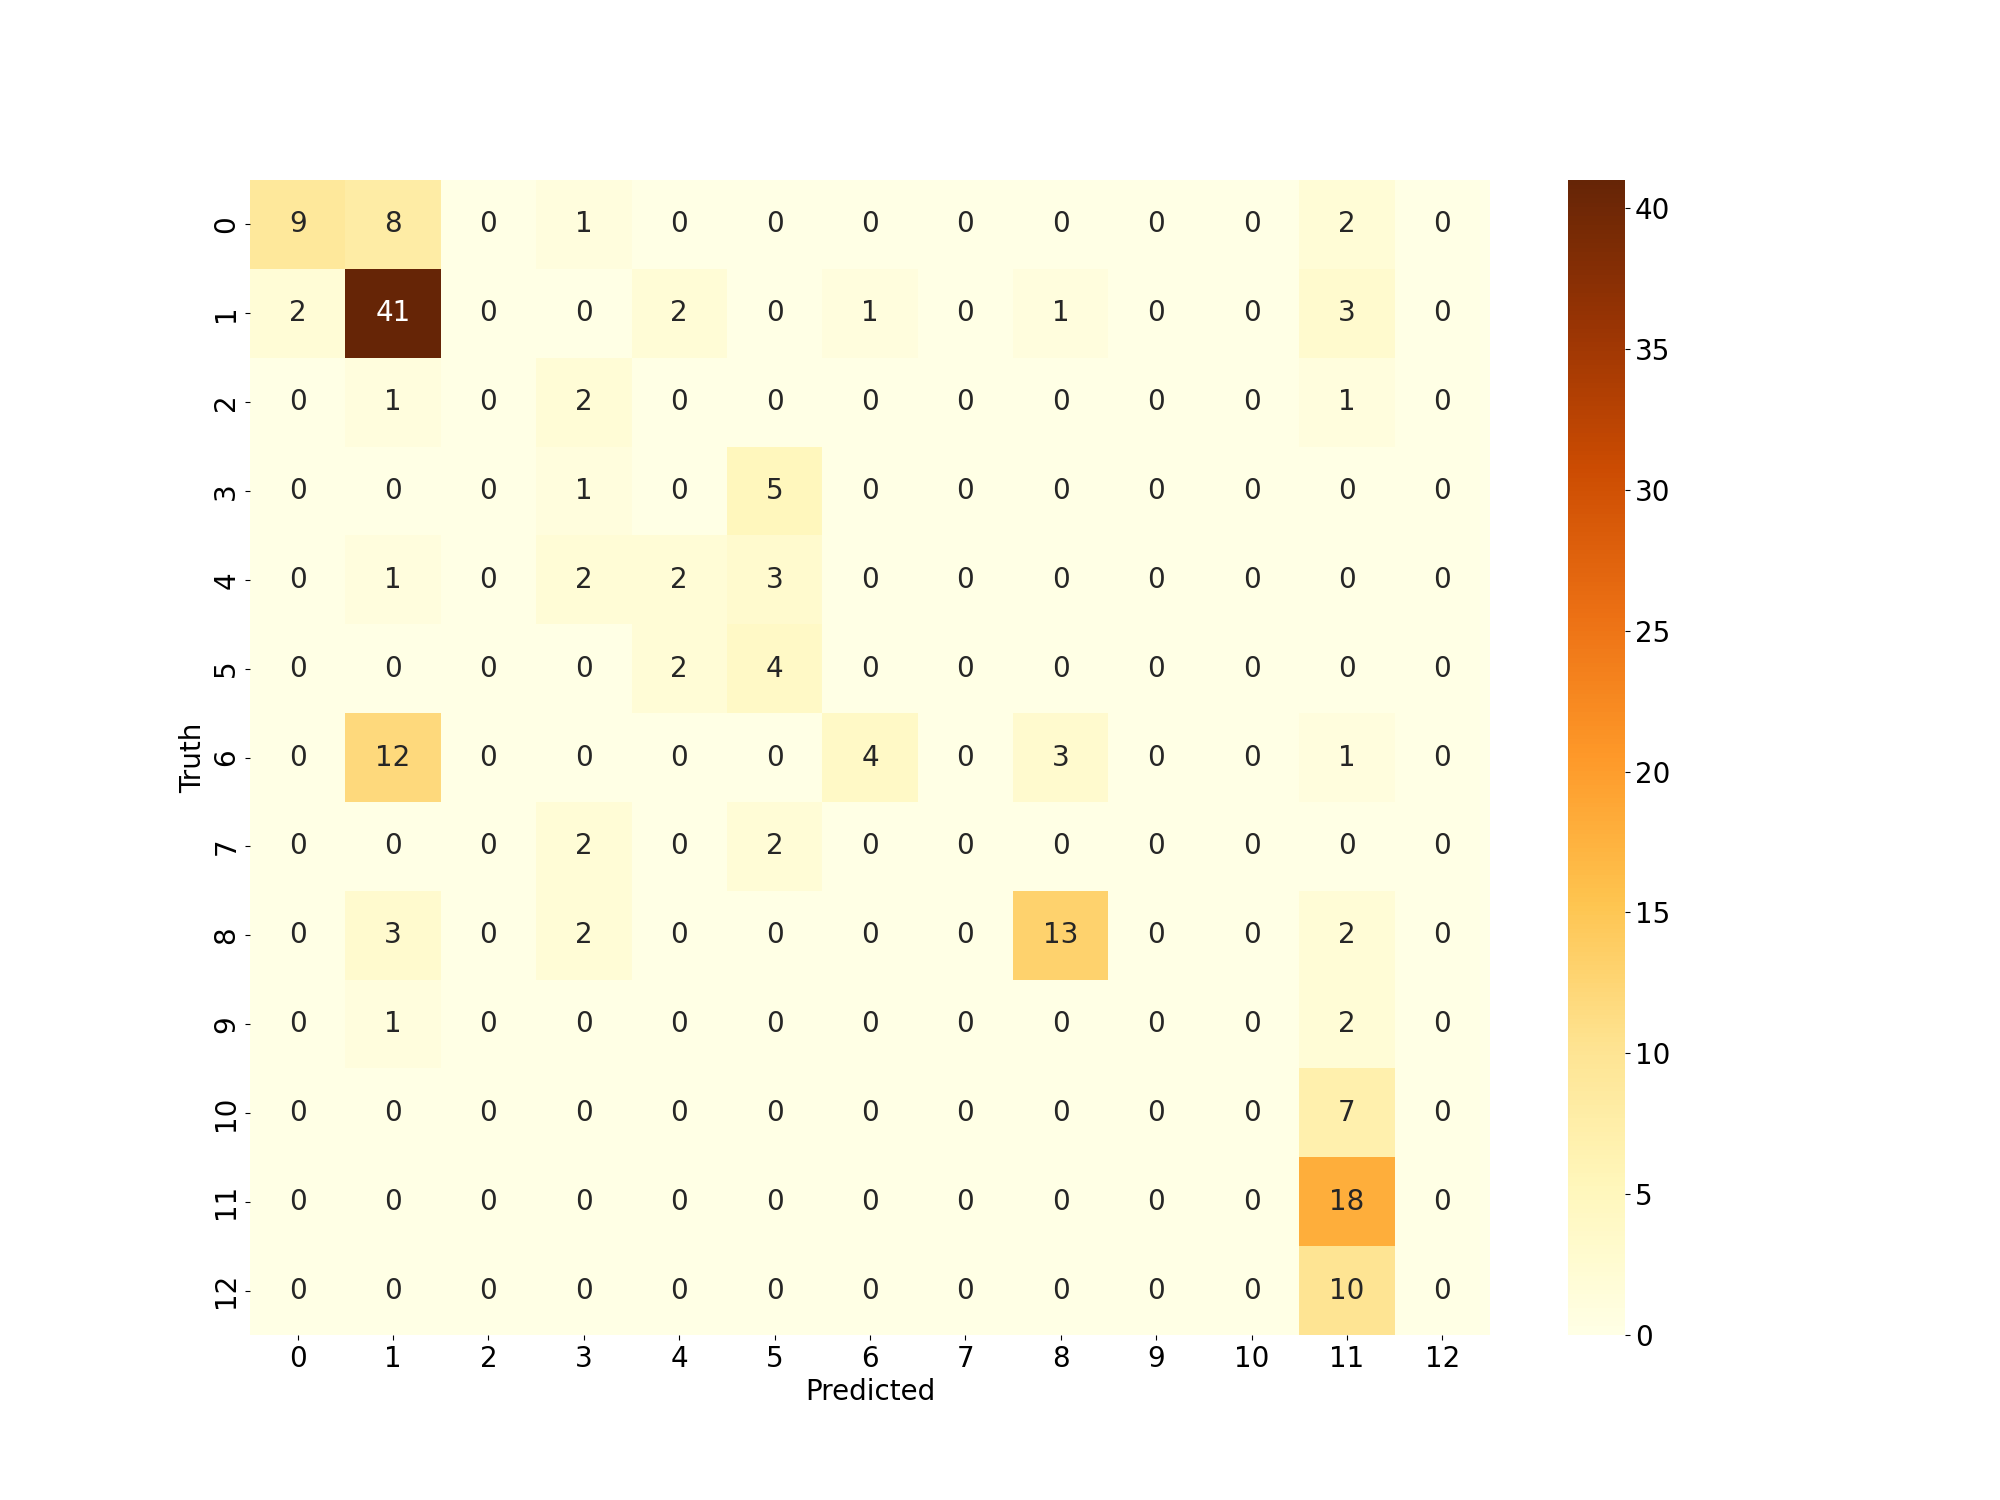 0 9 8 0 1 0 0 0 0 0 0 0 2 0
1 2 41 0 0 2 0 1 0 1 0 0 3 0
2 0 1 0 2 0 0 0 0 0 0 0 1 0
3 0 0 0 1 0 5 0 0 0 0 0 0 0
4 0 1 0 2 2 3 0 0 0 0 0 0 0
5 0 0 0 0 2 4 0 0 0 0 0 0 0
6 0 12 0 0 0 0 4 0 3 0 0 1 0
7 0 0 0 2 0 2 0 0 0 0 0 0 0
8 0 3 0 2 0 0 0 0 13 0 0 2 0
9 0 1 0 0 0 0 0 0 0 0 0 2 0
10 0 0 0 0 0 0 0 0 0 0 0 7 0
11 0 0 0 0 0 0 0 0 0 0 0 18 0
12 0 0 0 0 0 0 0 0 0 0 0 10 0
0 1 2 3 4 5 6 7 8 9 10 11 12
Predicted
Truth
40
35
30
25
20
15
10
5
0